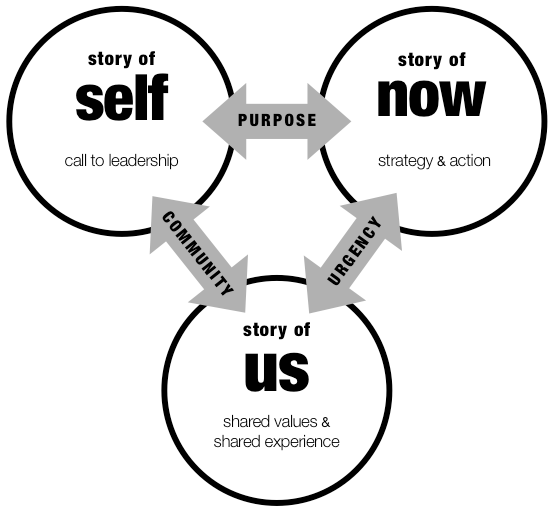 story of
self
call to leadership
PURPOSE
story of
now
strategy & action
COMMUNITY
URGENCY
story of
us
shared values &
shared experience